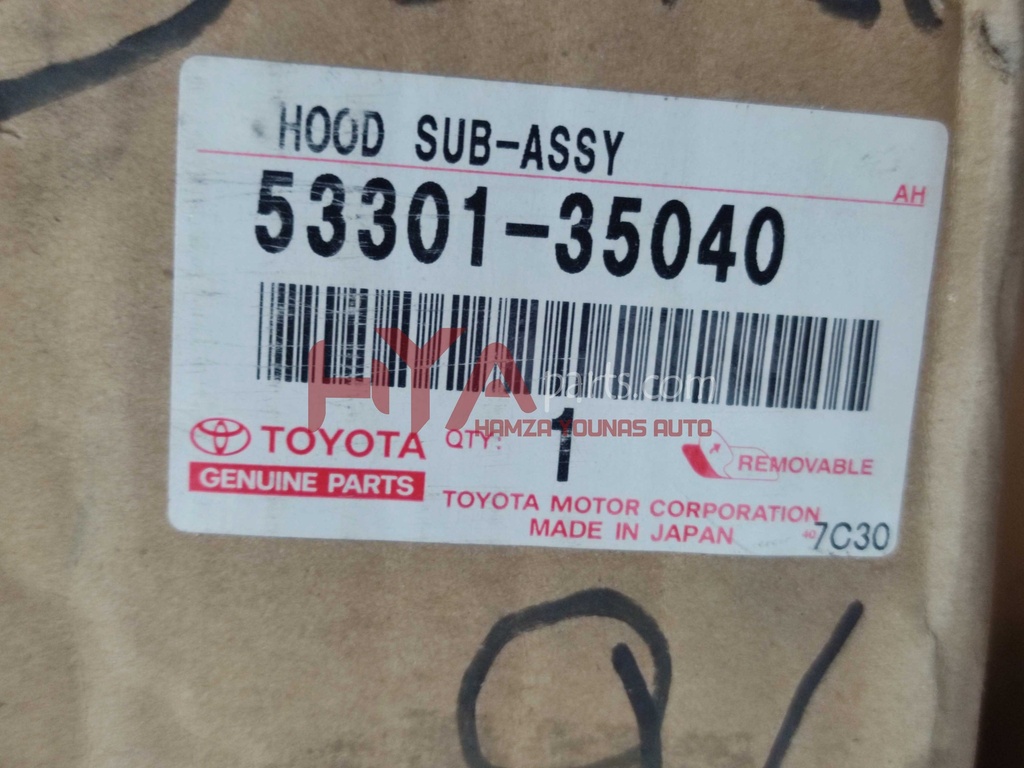 HOOD SUB-ASSY
AH
53301-35040
HYA parts.com
HAMZA YOUNAS AUTO
TOYOTA
QTY: 1
REMOVABLE
GENUINE PARTS
TOYOTA MOTOR CORPORATION
MADE IN JAPAN
7C30